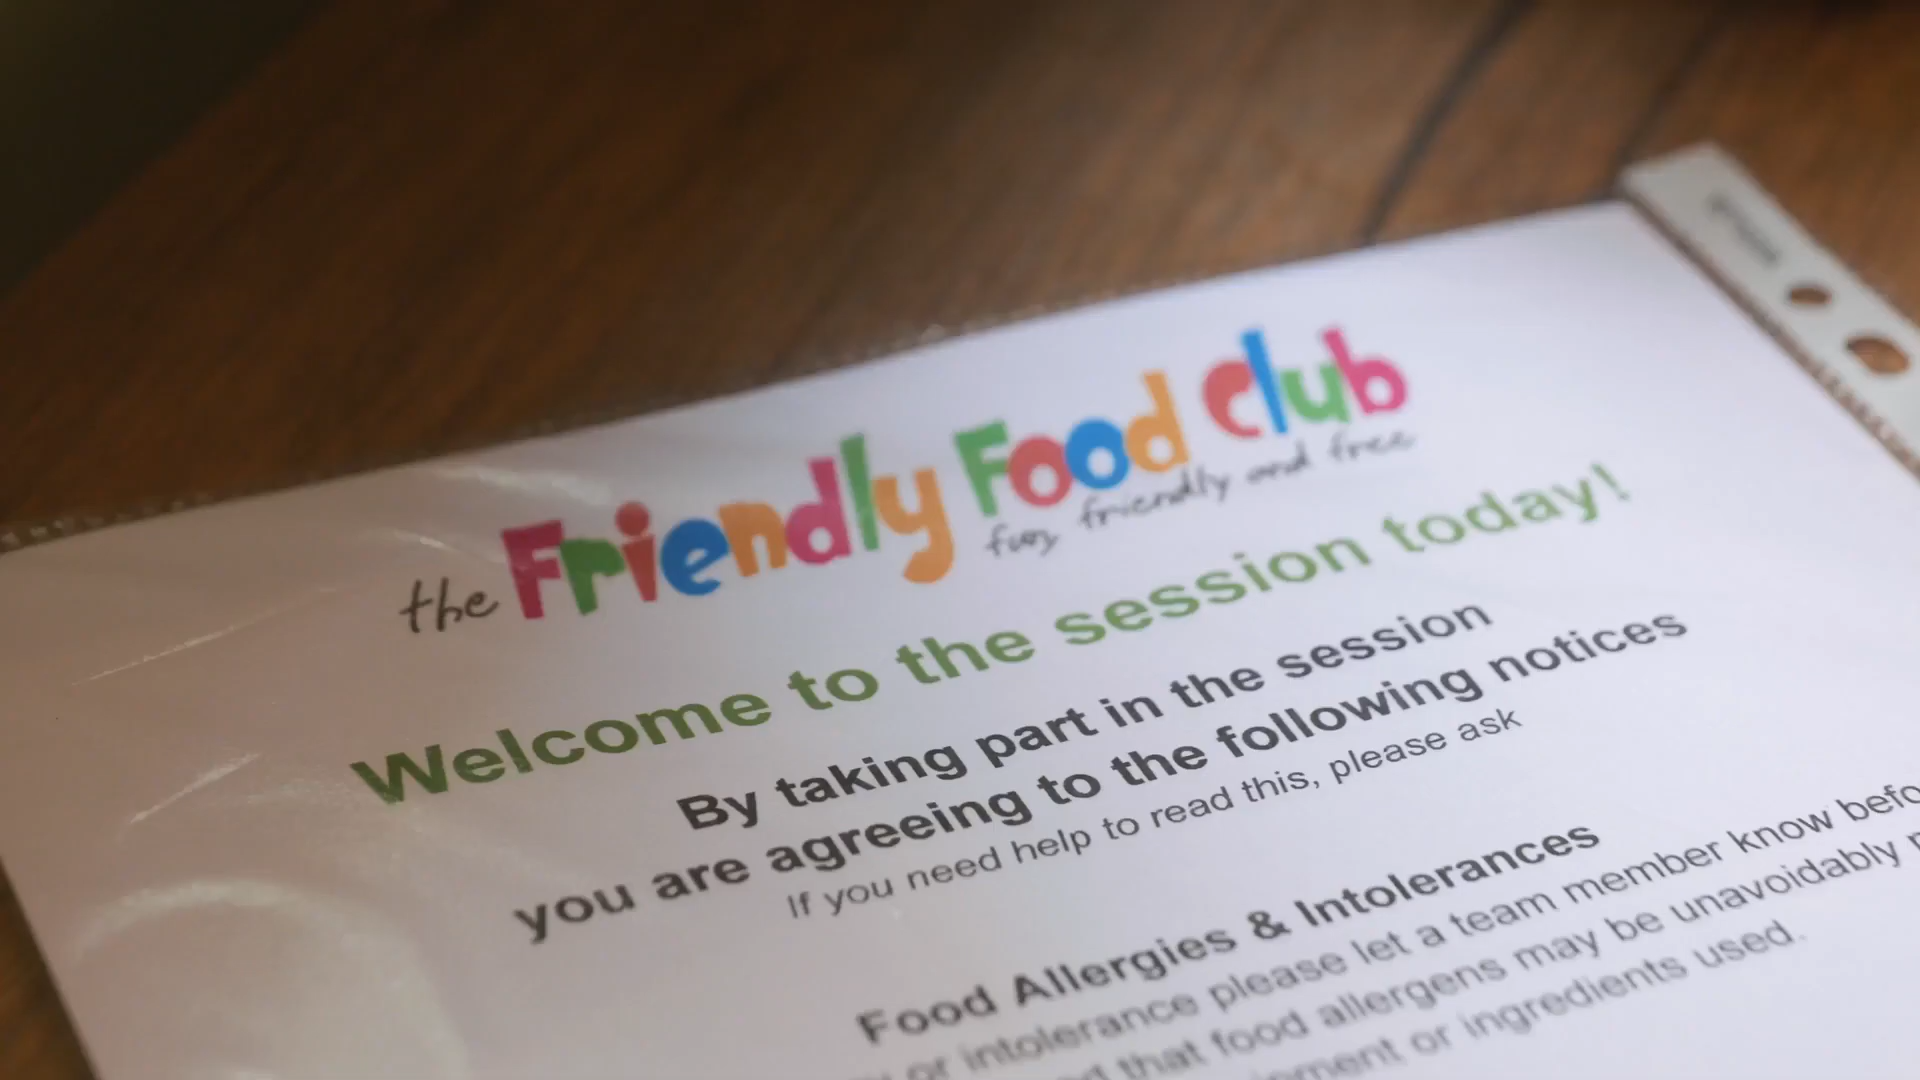 the Friendly Food Club
fun, friendly and free
Welcome to the session today!
By taking part in the session
you are agreeing to the following notices
If you need help to read this, please ask
Food Allergies & Intolerances
or intolerance please let a team member know
that food allergens may be unavoidably
or ingredients used.